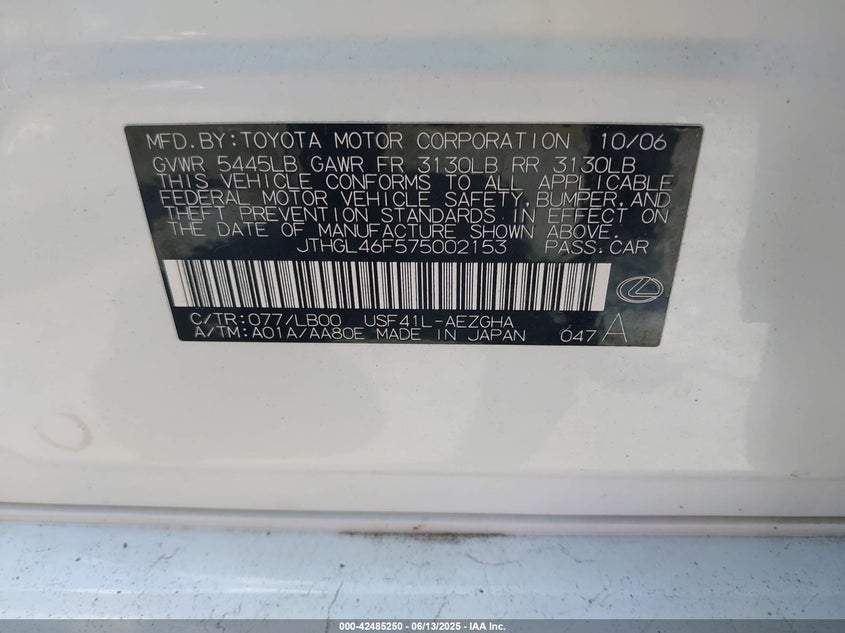 MFD.BY:TOYOTA MOTOR CORPORATION 10/06
GVWR 5445LB GAWR FR 3130LB RR 3130LB
THIS VEHICLE CONFORMS TO ALL APPLICABLE
FEDERAL MOTOR VEHICLE SAFETY,BUMPER,AND
THEFT PREVENTION STANDARDS IN EFFECT ON
THE DATE OF MANUFACTURE SHOWN ABOVE.
JTHGL46F575002153 PASS.CAR
C/TR:077/LB00 USF41L-AEZGHA
A/TM:A01A/AA80E MADE IN JAPAN 047A
000-42485250 - 06/13/2025 - IAA Inc.